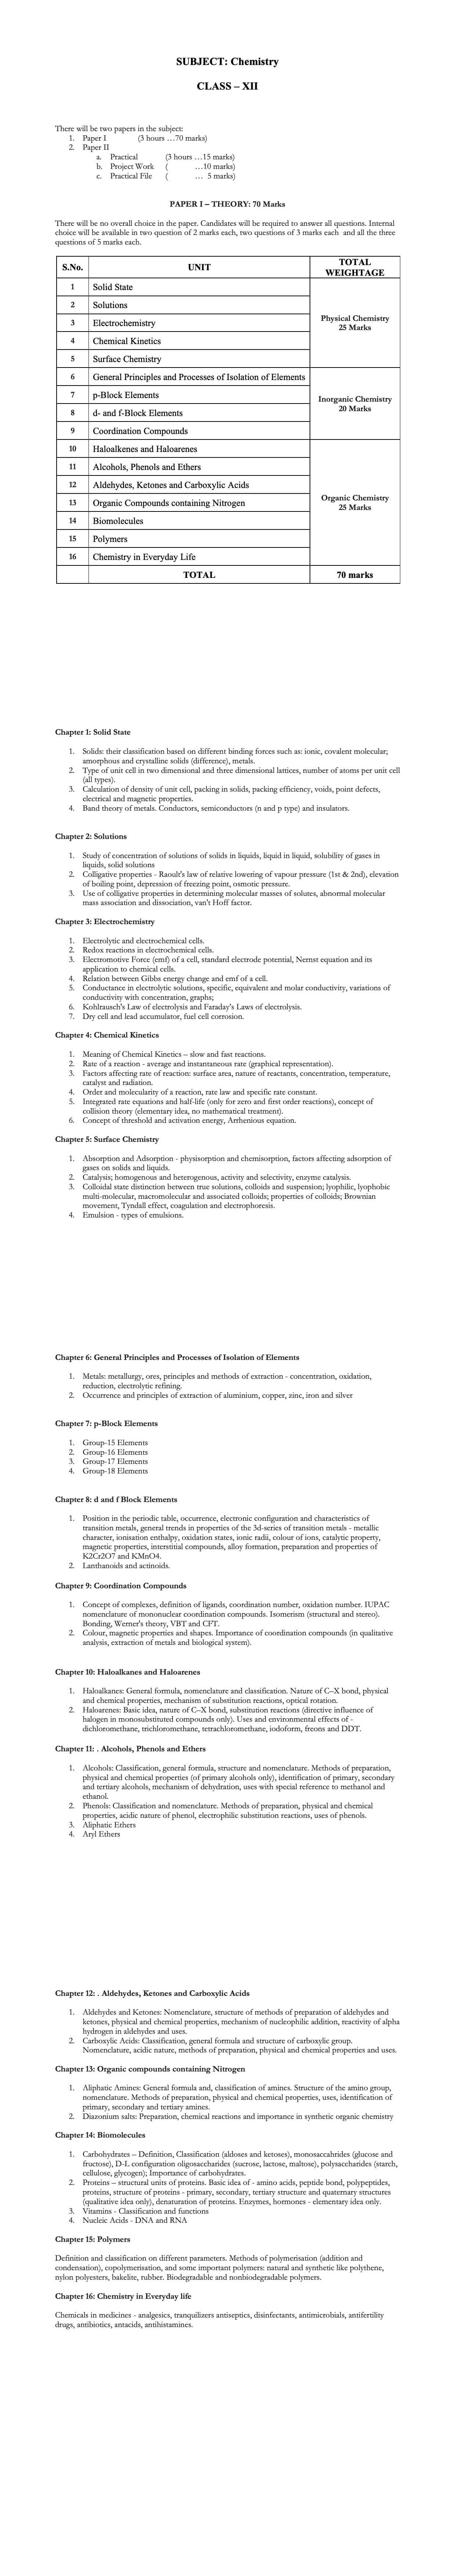 SUBJECT: Chemistry
CLASS – XII
There will be two papers in the subject:
1. Paper I (3 hours …70 marks)
2. Paper II
a. Practical (3 hours …15 marks)
b. Project Work ( …10 marks)
c. Practical File ( … 5 marks)
PAPER I – THEORY: 70 Marks
There will be no overall choice in the paper. Candidates will be required to answer all questions. Internal
choice will be available in two question of 2 marks each, two questions of 3 marks each and all the three
questions of 5 marks each.
S.No. UNIT TOTAL WEIGHTAGE
1 Solid State
2 Solutions
3 Electrochemistry
4 Chemical Kinetics
5 Surface Chemistry
Physical Chemistry
25 Marks
6 General Principles and Processes of Isolation of Elements
7 p-Block Elements
8 d- and f-Block Elements
9 Coordination Compounds
Inorganic Chemistry
20 Marks
10 Haloalkenes and Haloarenes
11 Alcohols, Phenols and Ethers
12 Aldehydes, Ketones and Carboxylic Acids
13 Organic Compounds containing Nitrogen
14 Biomolecules
15 Polymers
16 Chemistry in Everyday Life
Organic Chemistry
25 Marks
TOTAL 70 marks
Chapter 1: Solid State
1. Solids: their classification based on different binding forces such as: ionic, covalent molecular;
amorphous and crystalline solids (difference), metals.
2. Type of unit cell in two dimensional and three dimensional lattices, number of atoms per unit cell
(all types).
3. Calculation of density of unit cell, packing in solids, packing efficiency, voids, point defects,
electrical and magnetic properties.
4. Band theory of metals. Conductors, semiconductors (n and p type) and insulators.
Chapter 2: Solutions
1. Study of concentration of solutions of solids in liquids, liquid in liquid, solubility of gases in
liquids, solid solutions
2. Colligative properties - Raoult's law of relative lowering of vapour pressure (1st & 2nd), elevation
of boiling point, depression of freezing point, osmotic pressure.
3. Use of colligative properties in determining molecular masses of solutes, abnormal molecular
mass association and dissociation, van't Hoff factor.
Chapter 3: Electrochemistry
1. Electrolytic and electrochemical cells.
2. Redox reactions in electrochemical cells.
3. Electromotive Force (emf) of a cell, standard electrode potential, Nernst equation and its
application to chemical cells.
4. Relation between Gibbs energy change and emf of a cell.
5. Conductance in electrolytic solutions, specific, equivalent and molar conductivity, variations of
conductivity with concentration, graphs;
6. Kohlrausch's Law of electrolysis and Faraday's Laws of electrolysis.
7. Dry cell and lead accumulator, fuel cell corrosion.
Chapter 4: Chemical Kinetics
1. Meaning of Chemical Kinetics – slow and fast reactions.
2. Rate of a reaction - average and instantaneous rate (graphical representation).
3. Factors affecting rate of reaction: surface area, nature of reactants, concentration, temperature,
catalyst and radiation.
4. Order and molecularity of a reaction, rate law and specific rate constant.
5. Integrated rate equations and half-life (only for zero and first order reactions), concept of
collision theory (elementary idea, no mathematical treatment).
6. Concept of threshold and activation energy, Arrhenious equation.
Chapter 5: Surface Chemistry
1. Absorption and Adsorption - physisorption and chemisorption, factors affecting adsorption of
gases on solids and liquids.
2. Catalysis; homogenous and heterogenous, activity and selectivity, enzyme catalysis.
3. Colloidal state distinction between true solutions, colloids and suspension; lyophilic, lyophobic
multi-molecular, macromolecular and associated colloids; properties of colloids; Brownian
movement, Tyndall effect, coagulation and electrophoresis.
4. Emulsion - types of emulsions.
Chapter 6: General Principles and Processes of Isolation of Elements
1. Metals: metallurgy, ores, principles and methods of extraction - concentration, oxidation,
reduction, electrolytic refining.
2. Occurrence and principles of extraction of aluminium, copper, zinc, iron and silver
Chapter 7: p-Block Elements
1. Group-15 Elements
2. Group-16 Elements
3. Group-17 Elements
4. Group-18 Elements
Chapter 8: d and f Block Elements
1. Position in the periodic table, occurrence, electronic configuration and characteristics of
transition metals, general trends in properties of the 3d-series of transition metals - metallic
character, ionisation enthalpy, oxidation states, ionic radii, colour of ions, catalytic property,
magnetic properties, interstitial compounds, alloy formation, preparation and properties of
K2Cr2O7 and KMnO4.
2. Lanthanoids and actinoids.
Chapter 9: Coordination Compounds
1. Concept of complexes, definition of ligands, coordination number, oxidation number. IUPAC
nomenclature of mononuclear coordination compounds. Isomerism (structural and stereo).
Bonding, Werner's theory, VBT and CFT.
2. Colour, magnetic properties and shapes. Importance of coordination compounds (in qualitative
analysis, extraction of metals and biological system).
Chapter 10: Haloalkanes and Haloarenes
1. Haloalkanes: General formula, nomenclature and classification. Nature of C–X bond, physical
and chemical properties, mechanism of substitution reactions, optical rotation.
2. Haloarenes: Basic idea, nature of C–X bond, substitution reactions (directive influence of
halogen in monosubstituted compounds only). Uses and environmental effects of -
dichloromethane, trichloromethane, tetrachloromethane, iodoform, freons and DDT.
Chapter 11: . Alcohols, Phenols and Ethers
1. Alcohols: Classification, general formula, structure and nomenclature. Methods of preparation,
physical and chemical properties (of primary alcohols only), identification of primary, secondary
and tertiary alcohols, mechanism of dehydration, uses with special reference to methanol and
ethanol.
2. Phenols: Classification and nomenclature. Methods of preparation, physical and chemical
properties, acidic nature of phenol, electrophilic substitution reactions, uses of phenols.
3. Aliphatic Ethers
4. Aryl Ethers
Chapter 12: . Aldehydes, Ketones and Carboxylic Acids
1. Aldehydes and Ketones: Nomenclature, structure of methods of preparation of aldehydes and
ketones, physical and chemical properties, mechanism of nucleophilic addition, reactivity of alpha
hydrogen in aldehydes and uses.
2. Carboxylic Acids: Classification, general formula and structure of carboxylic group.
Nomenclature, acidic nature, methods of preparation, physical and chemical properties and uses.
Chapter 13: Organic compounds containing Nitrogen
1. Aliphatic Amines: General formula and, classification of amines. Structure of the amino group,
nomenclature. Methods of preparation, physical and chemical properties, uses, identification of
primary, secondary and tertiary amines.
2. Diazonium salts: Preparation, chemical reactions and importance in synthetic organic chemistry
Chapter 14: Biomolecules
1. Carbohydrates – Definition, Classification (aldoses and ketoses), monosaccahrides (glucose and
fructose), D-L configuration oligosaccharides (sucrose, lactose, maltose), polysaccharides (starch,
cellulose, glycogen); Importance of carbohydrates.
2. Proteins – structural units of proteins. Basic idea of - amino acids, peptide bond, polypeptides,
proteins, structure of proteins - primary, secondary, tertiary structure and quaternary structures
(qualitative idea only), denaturation of proteins. Enzymes, hormones - elementary idea only.
3. Vitamins - Classification and functions
4. Nucleic Acids - DNA and RNA
Chapter 15: Polymers
Definition and classification on different parameters. Methods of polymerisation (addition and
condensation), copolymerisation, and some important polymers: natural and synthetic like polythene,
nylon polyesters, bakelite, rubber. Biodegradable and nonbiodegradable polymers.
Chapter 16: Chemistry in Everyday life
Chemicals in medicines - analgesics, tranquilizers antiseptics, disinfectants, antimicrobials, antifertility
drugs, antibiotics, antacids, antihistamines.